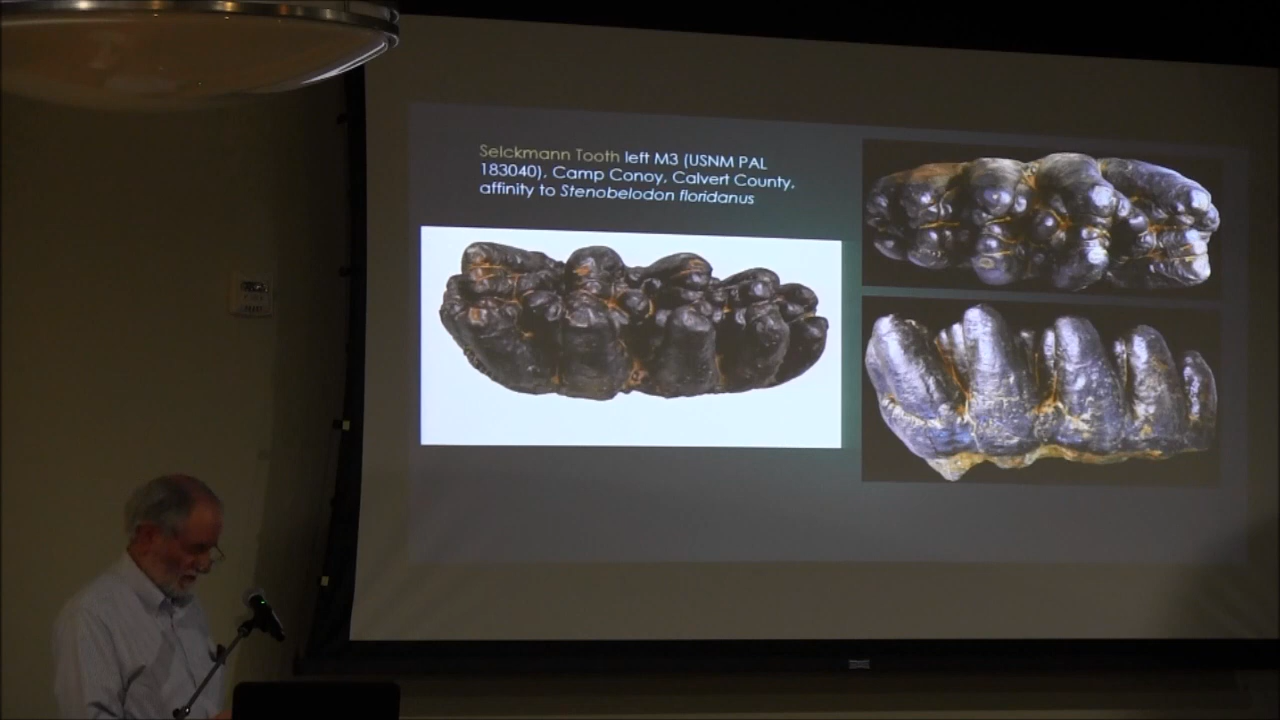 Selckmann Tooth left M3 (USNM PAL
183040), Camp Conoy, Calvert County,
affinity to Stenobelodon floridanus